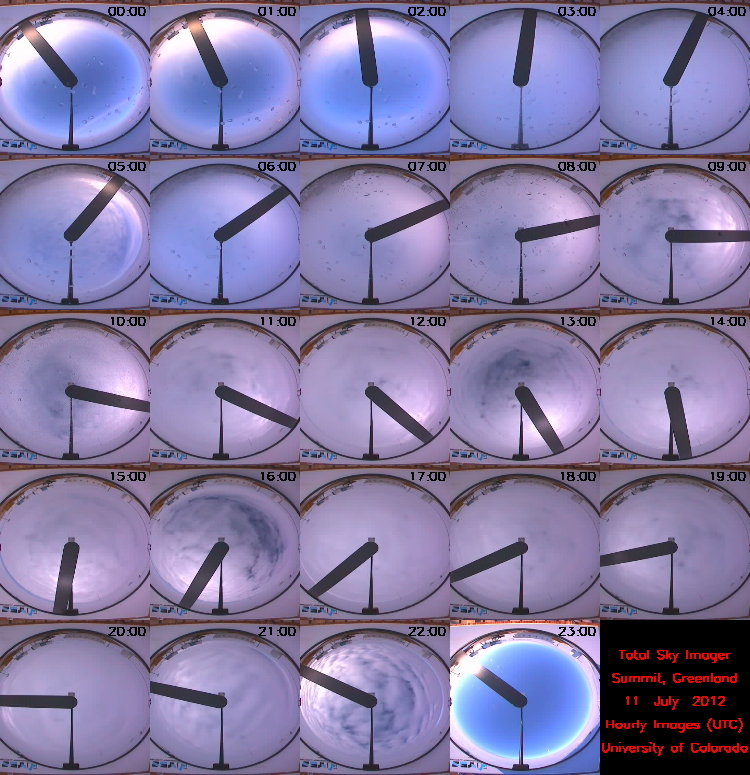 00:00 01:00 02:00 03:00 04:00
05:00 06:00 07:00 08:00 09:00
10:00 11:00 12:00 13:00 14:00
15:00 16:00 17:00 18:00 19:00
20:00 21:00 22:00 23:00
Total Sky Imager
Summit, Greenland
11 July 2012
Hourly Images (UTC)
University of Colorado